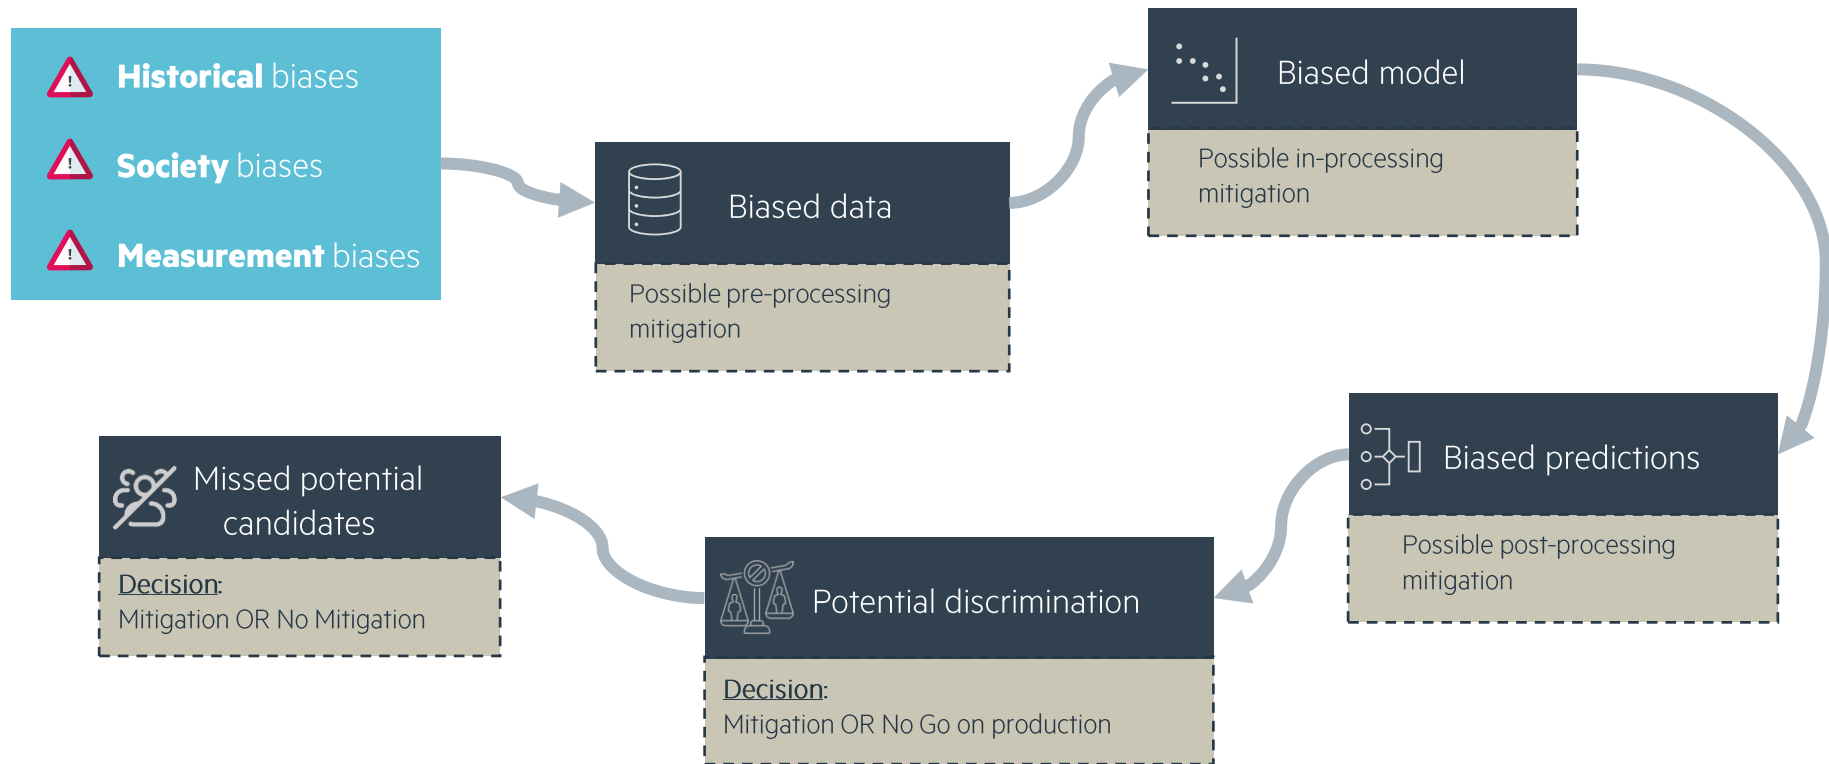 Historical biases
Society biases
Measurement biases
Biased data
Possible pre-processing
mitigation
Biased model
Possible in-processing
mitigation
Biased predictions
Possible post-processing
mitigation
Potential discrimination
Decision:
Mitigation OR No Go on production
Missed potential
candidates
Decision:
Mitigation OR No Mitigation